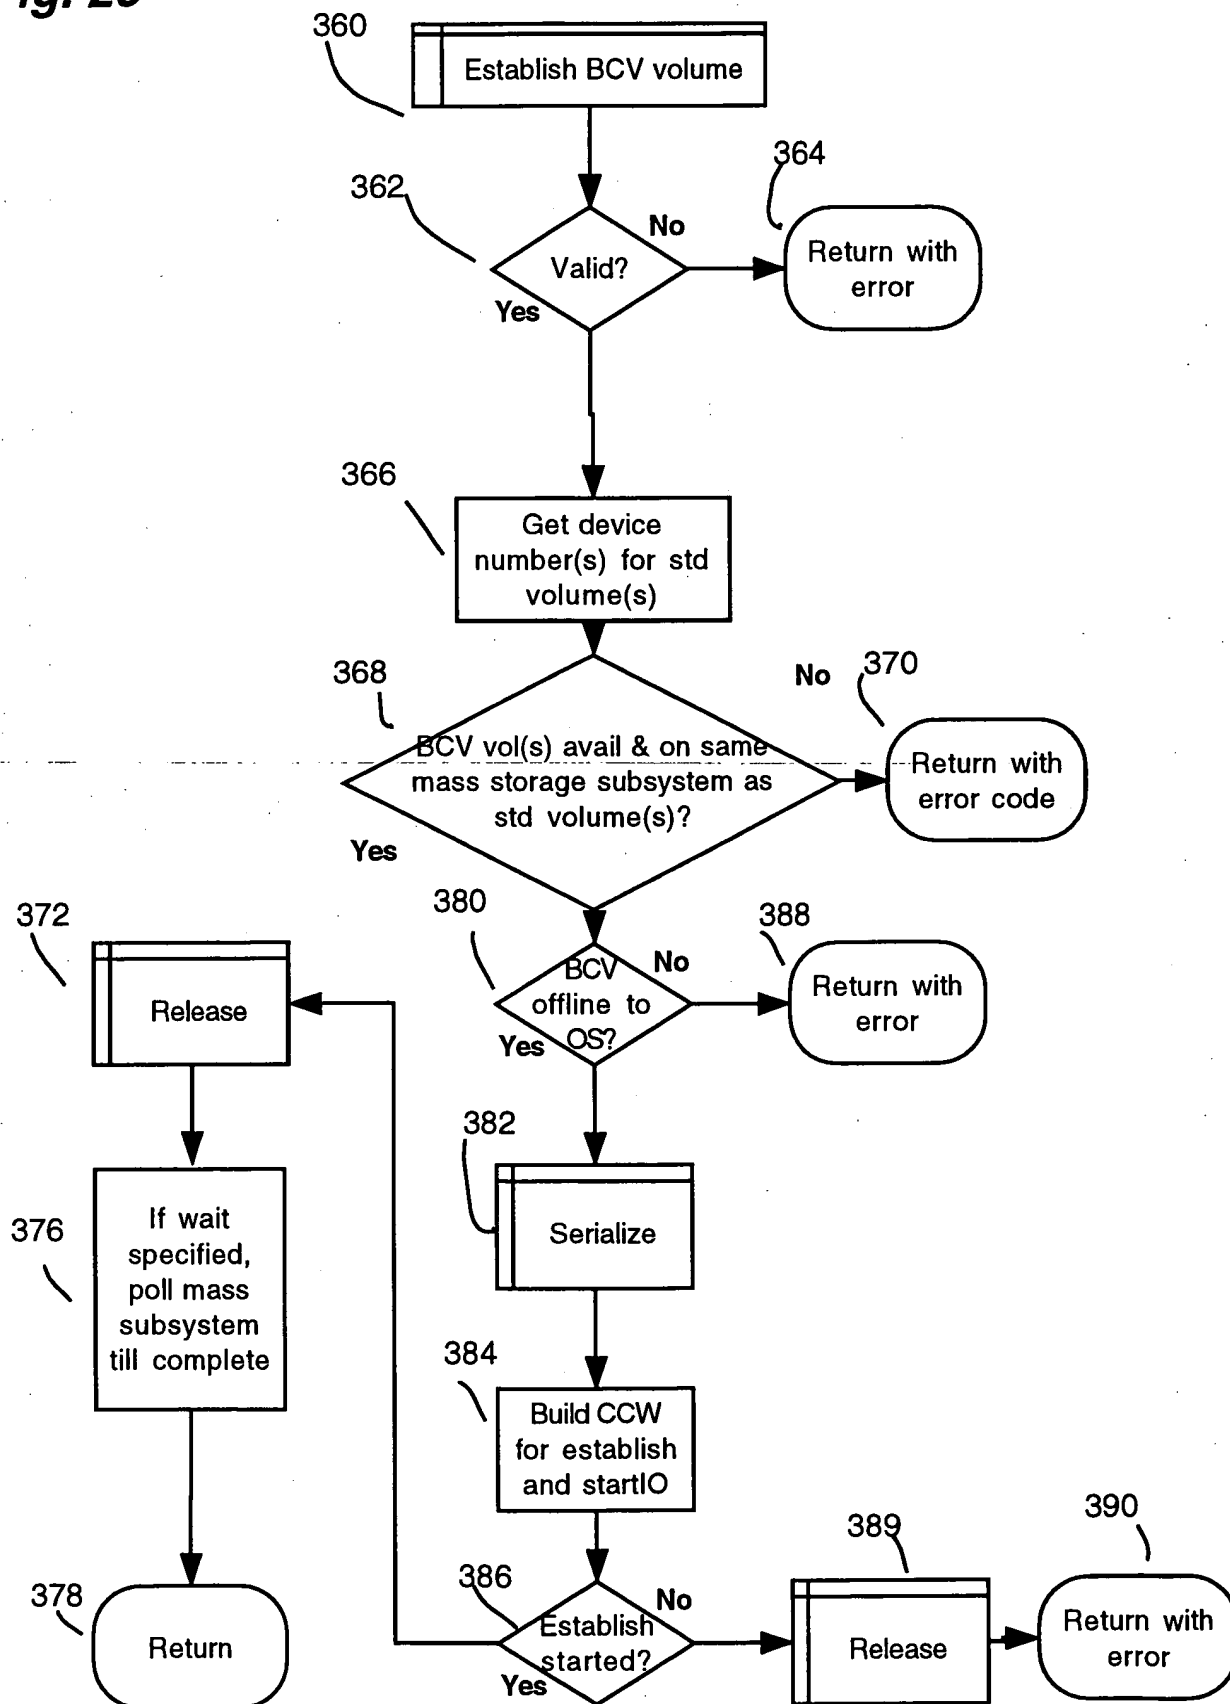 360
Establish BCV volume
364
362
No
Valid?
Return with
error
Yes
366
Get device
number(s) for std
volume(s)
368
No
370
BCV vol(s) avail & on same
mass storage subsystem as
std volume(s)?
Return with
error code
Yes
372
380
388
Release
BCV
offline to
OS?
No
Return with
error
Yes
382
Serialize
376
If wait
specified,
poll mass
subsystem
till complete
384
Build CCW
for establish
and startIO
389
390
378
Return
386
Establish
started?
No
Release
Return with
error
Yes